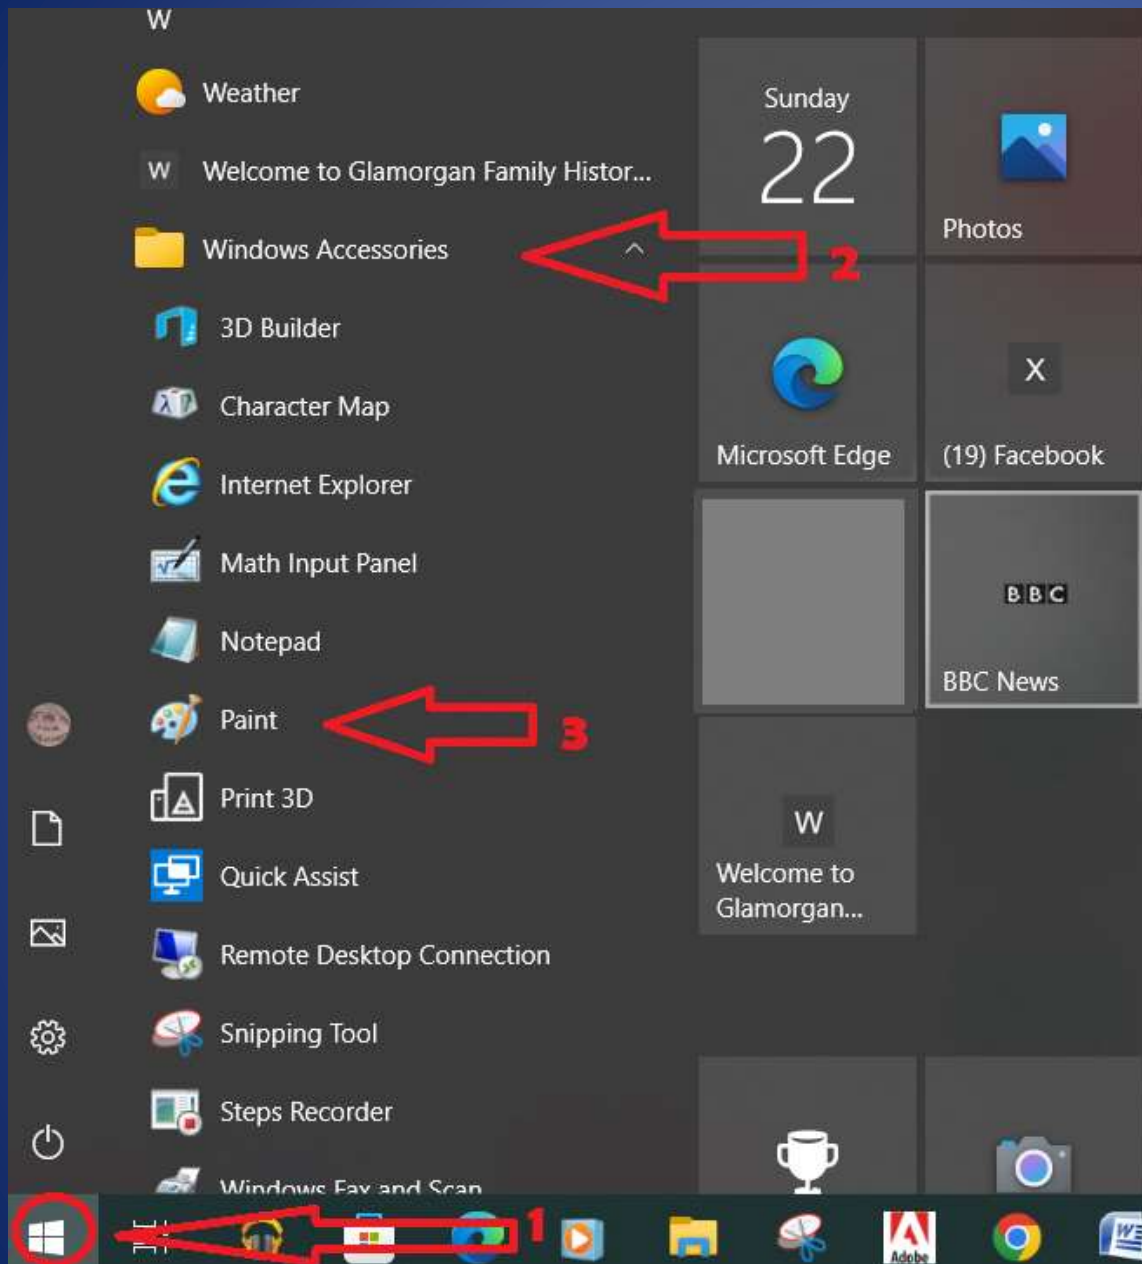 W
Weather
W
Welcome to Glamorgan Family Histor...
Windows Accessories
2
3D Builder
Character Map
Internet Explorer
Math Input Panel
Notepad
Paint
3
Print 3D
Quick Assist
Remote Desktop Connection
Snipping Tool
Steps Recorder
Windows Fax and Scan
Sunday
22
Photos
Microsoft Edge
X
(19) Facebook
BBC
BBC News
W
Welcome to
Glamorgan...
1
Adobe
W